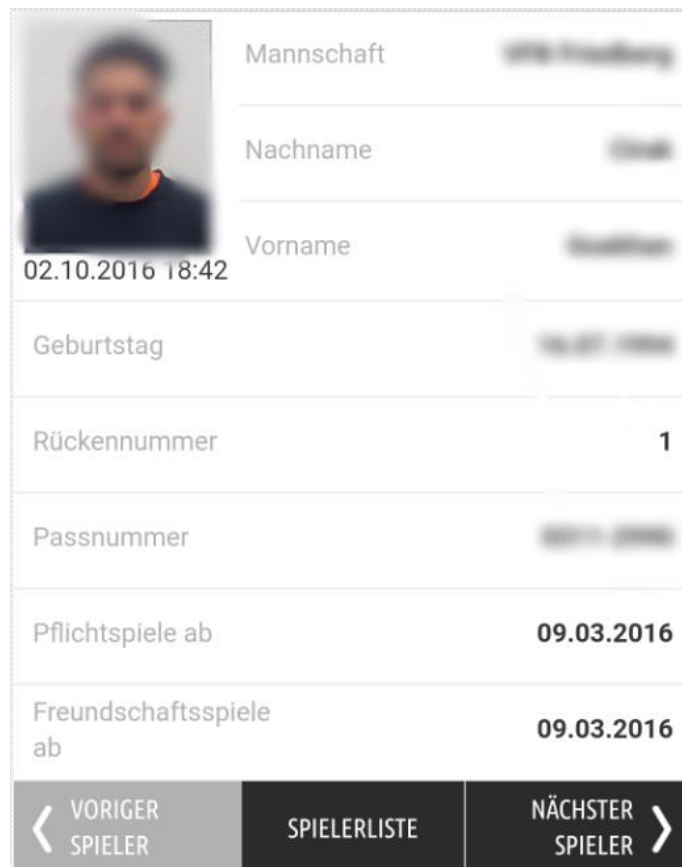 Mannschaft
Nachname
Vorname
02.10.2016 18:42
Geburtstag
Rückennummer 1
Passnummer
Pflichtspiele ab 09.03.2016
Freundschaftsspiele
ab 09.03.2016
VORIGER
SPIELER
SPIELERLISTE
NÄCHSTER
SPIELER